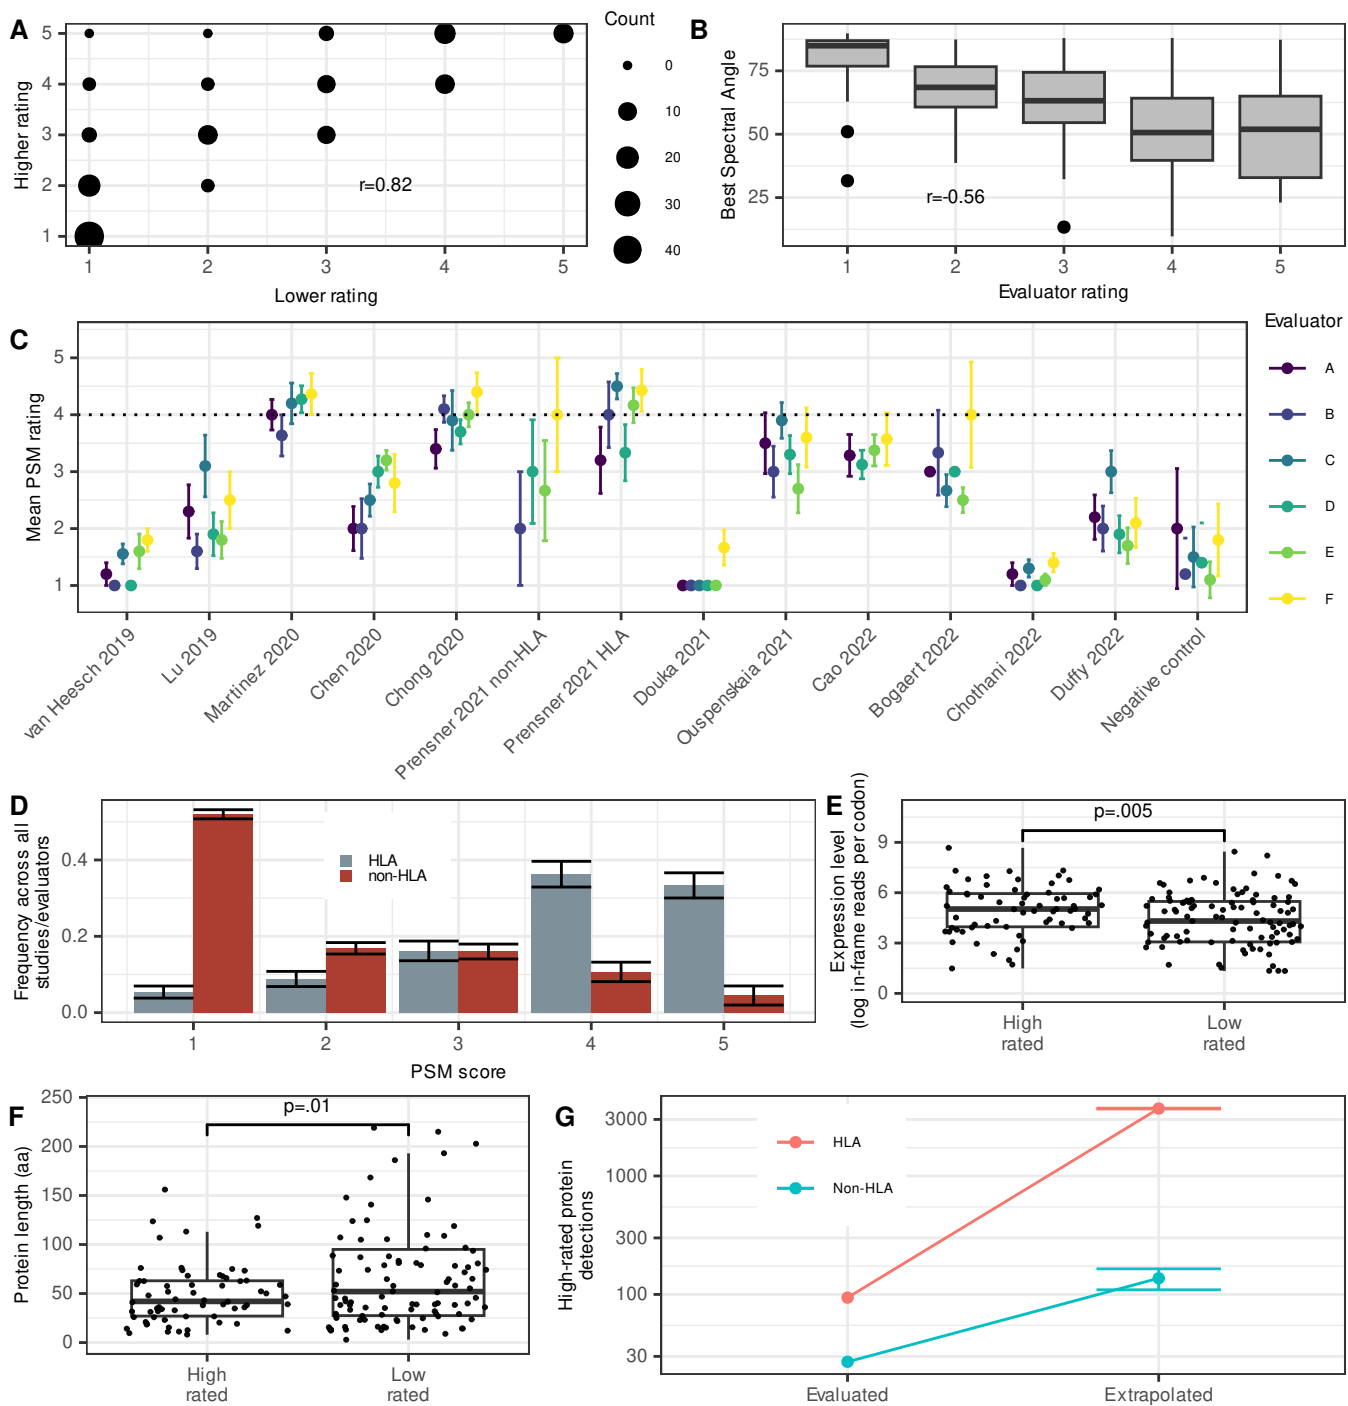 A
Higher rating
5
4
3
2
1
r=0.82
1 2 3 4 5
Lower rating
Count
0
10
20
30
40
B
Best Spectral Angle
75
50
25
r=-0.56
1 2 3 4 5
Evaluator rating
C
Mean PSM rating
5
4
3
2
1
van Heesch 2019
Lu 2019
Martinez 2020
Chen 2020
Chong 2020
Prensner 2021 non-HLA
Prensner 2021 HLA
Douka 2021
Ouspenskaia 2021
Cao 2022
Bogaert 2022
Chothani 2022
Duffy 2022
Negative control
Evaluator
A
B
C
D
E
F
D
Frequency across all
studies/evaluators
0.4
0.2
0.0
HLA
non-HLA
1 2 3 4 5
PSM score
E
Expression level
(log in-frame reads per codon)
9
6
3
0
p=.005
High
rated
Low
rated
F
Protein length (aa)
250
200
150
100
50
0
p=.01
High
rated
Low
rated
G
High-rated protein
detections
3000
1000
300
100
30
HLA
Non-HLA
Evaluated
Extrapolated